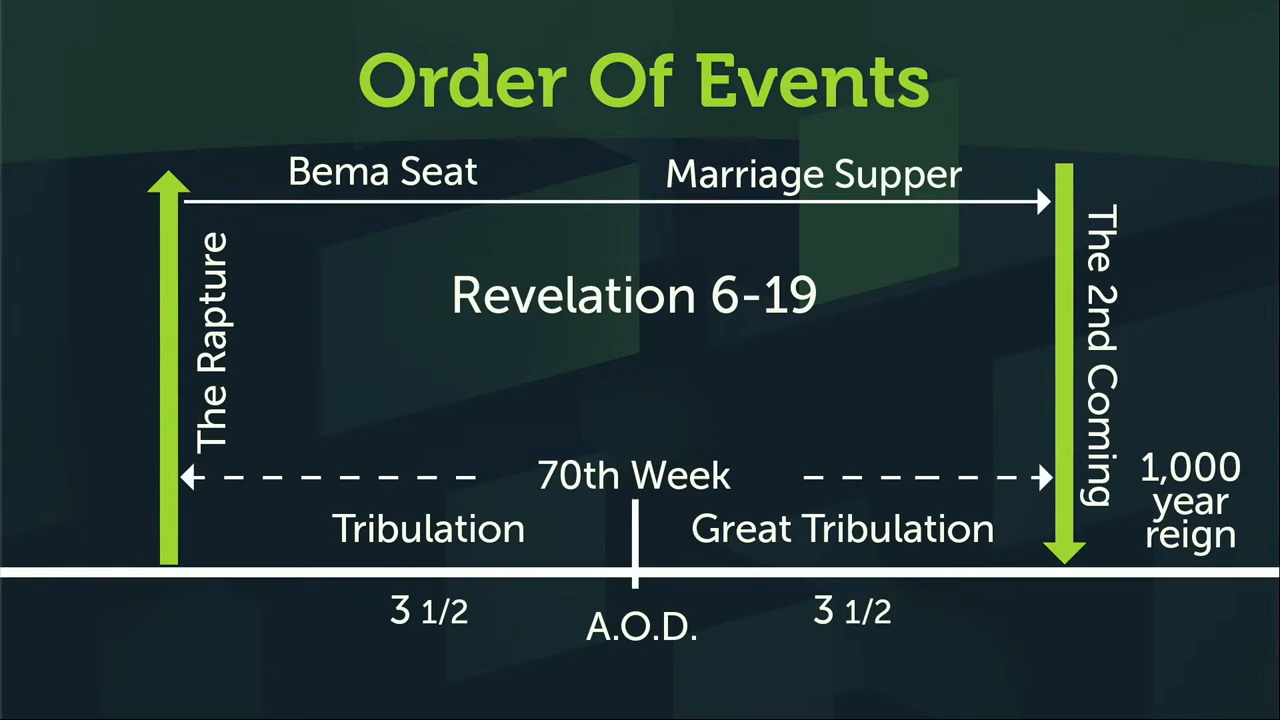 Order Of Events
Bema Seat
Marriage Supper
The Rapture
Revelation 6-19
The 2nd Coming
70th Week
1,000
year
reign
Tribulation
Great Tribulation
3 1/2
A.O.D.
3 1/2